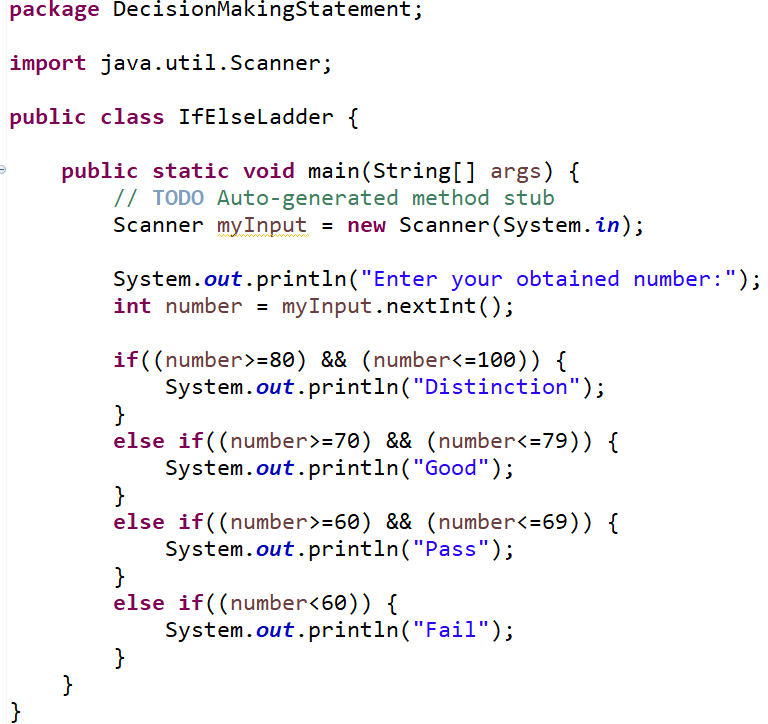 package DecisionMakingStatement;
import java.util.Scanner;
public class IfElseLadder {
public static void main(String[] args) {
// TODO Auto-generated method stub
Scanner myInput = new Scanner(System.in);
System.out.println("Enter your obtained number:");
int number = myInput.nextInt();
if((number>=80) && (number<=100)) {
System.out.println("Distinction");
}
else if((number>=70) && (number<=79)) {
System.out.println("Good");
}
else if((number>=60) && (number<=69)) {
System.out.println("Pass");
}
else if((number<60)) {
System.out.println("Fail");
}
}
}